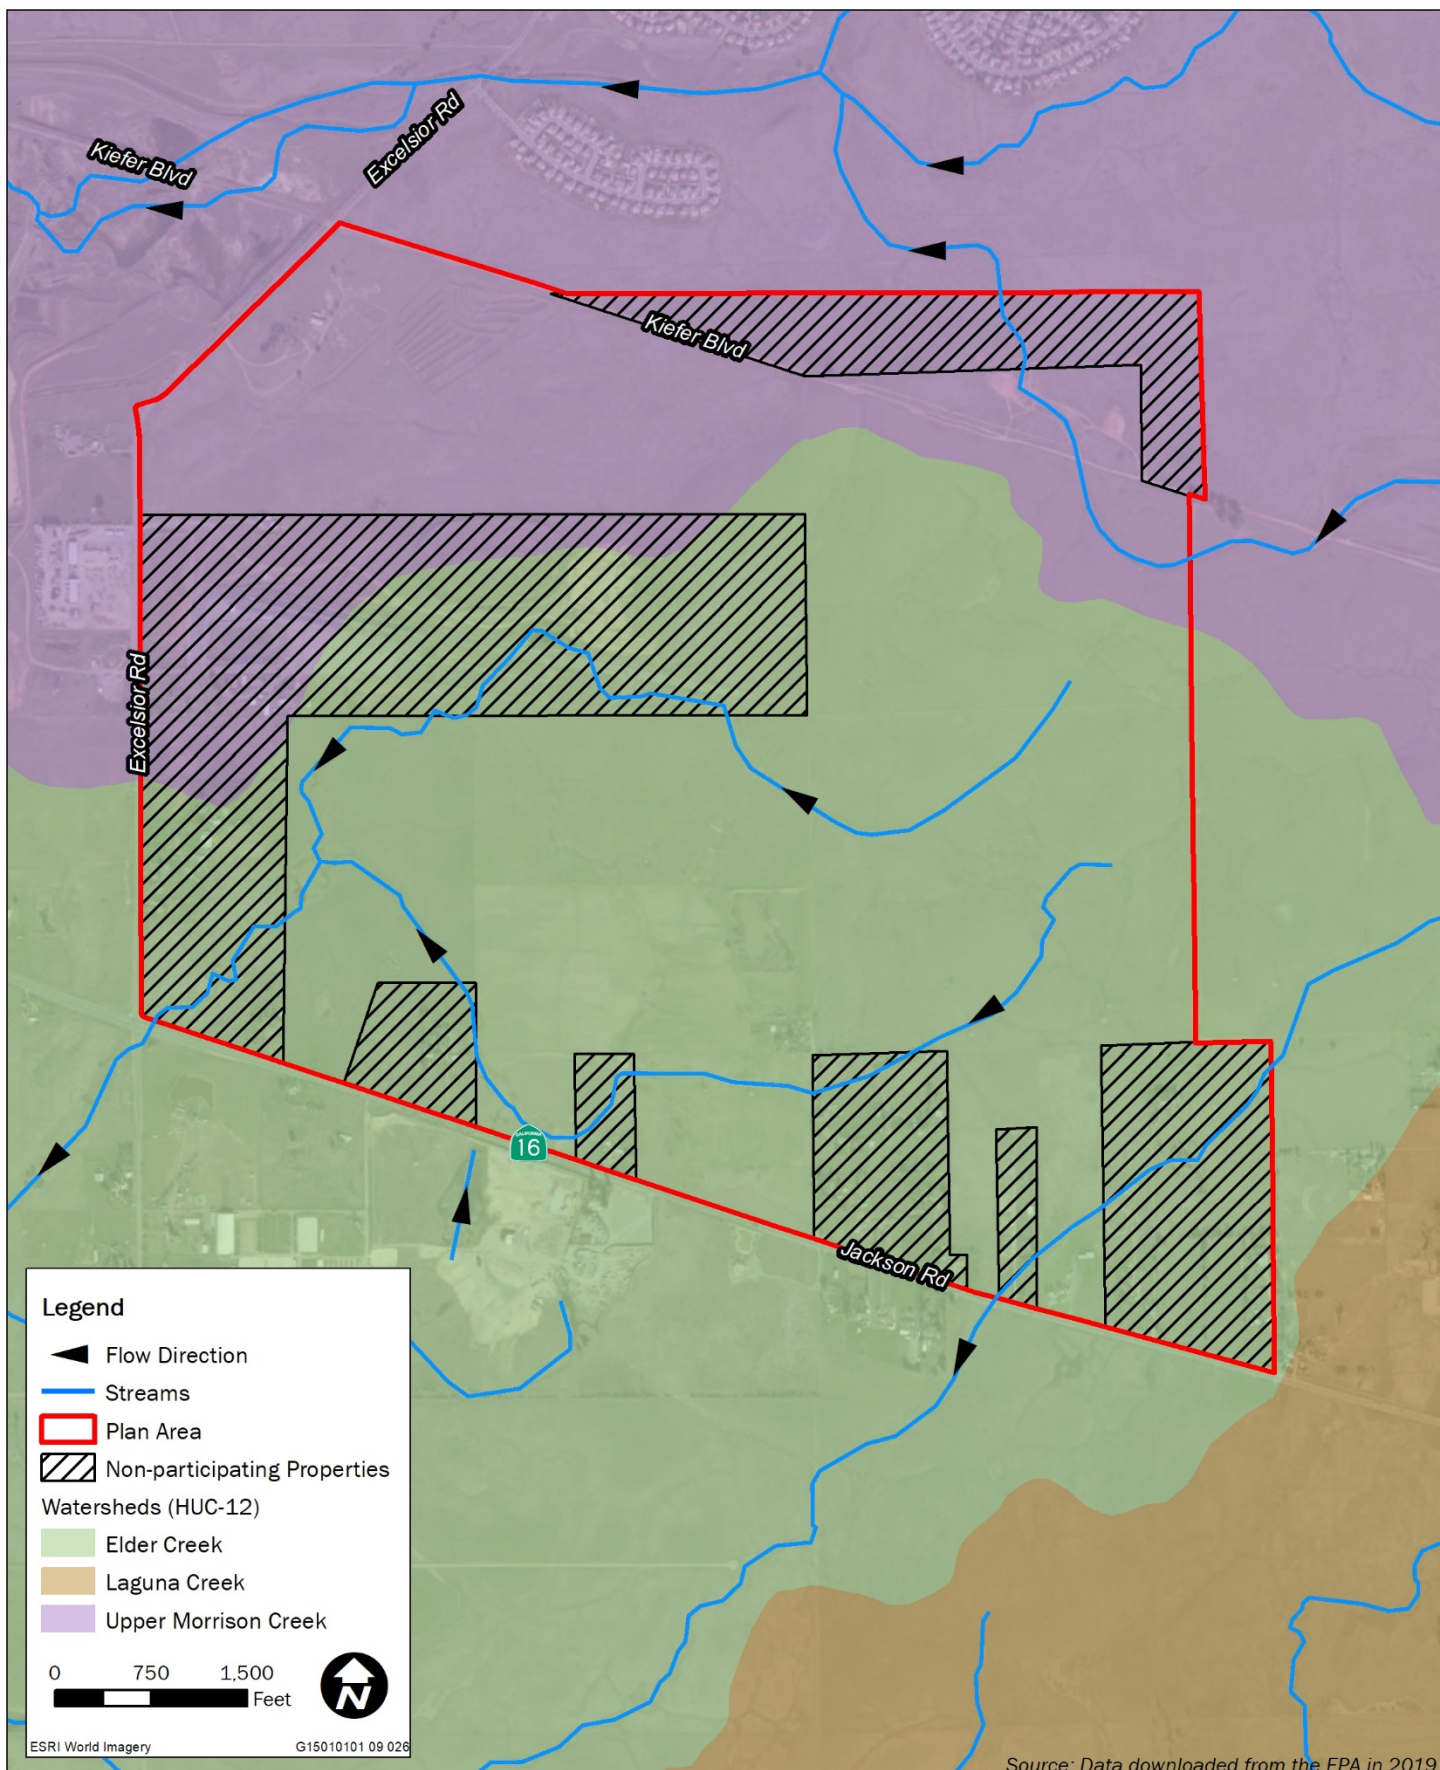 Excelsior Rd
Kiefer Blvd
Kiefer Blvd
Excelsior Rd
CALIFORNIA
16
Jackson Rd
Legend
Flow Direction
Streams
Plan Area
Non-participating Properties
Watersheds (HUC-12)
Elder Creek
Laguna Creek
Upper Morrison Creek
0 750 1,500
Feet
N
ESRI World Imagery G15010101 09 026
Source: Data downloaded from the EPA in 2019